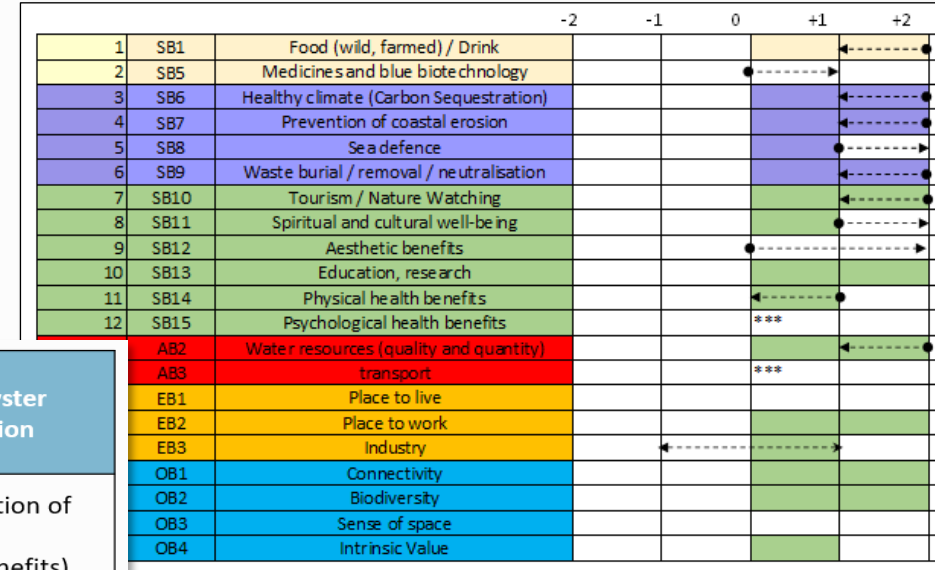 -2 -1 0 +1 +2
1 SB1 Food (wild, farmed) / Drink
2 SB5 Medicines and blue biotechnology
3 SB6 Healthy climate (Carbon Sequestration)
4 SB7 Prevention of coastal erosion
5 SB8 Sea defence
6 SB9 Waste burial / removal / neutralisation
7 SB10 Tourism / Nature Watching
8 SB11 Spiritual and cultural well-being
9 SB12 Aesthetic benefits
10 SB13 Education, research
11 SB14 Physical health benefits
12 SB15 Psychological health benefits ***
AB2 Water resources (quality and quantity)
AB3 transport ***
EB1 Place to live
EB2 Place to work
EB3 Industry
OB1 Connectivity
OB2 Biodiversity
OB3 Sense of space
OB4 Intrinsic Value